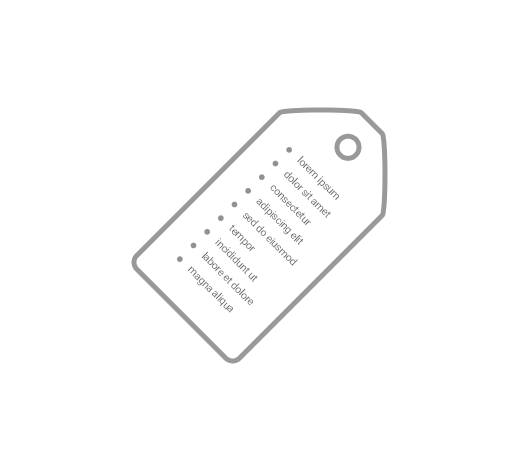 • lorem ipsum
• dolor sit amet
• consectetur
• adipiscing elit
• sed do eiusmod
• tempor
• incididunt ut
• labore et dolore
• magna aliqua